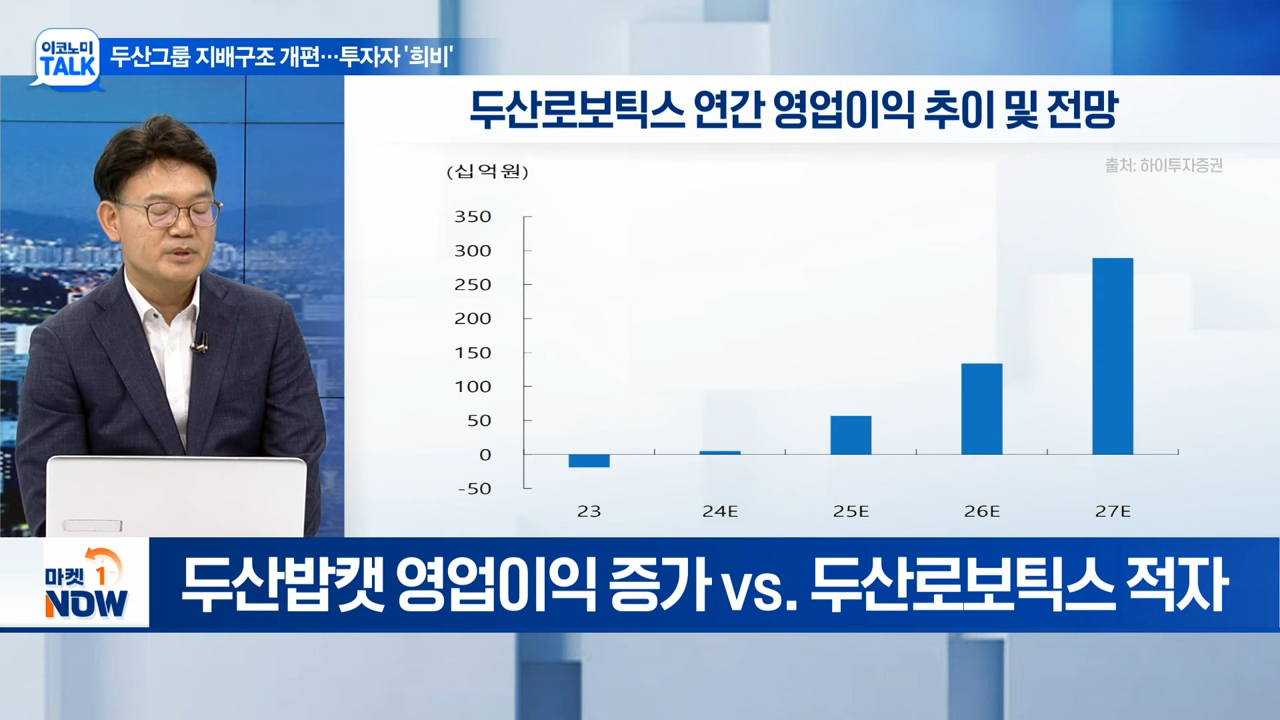 이코노미
TALK
두산그룹 지배구조 개편…투자자 '희비'
두산로보틱스 연간 영업이익 추이 및 전망
출처: 하이투자증권
(십억원)
350
300
250
200
150
100
50
0
-50
23 24E 25E 26E 27E
마켓 1
NOW
두산밥캣 영업이익 증가 vs. 두산로보틱스 적자